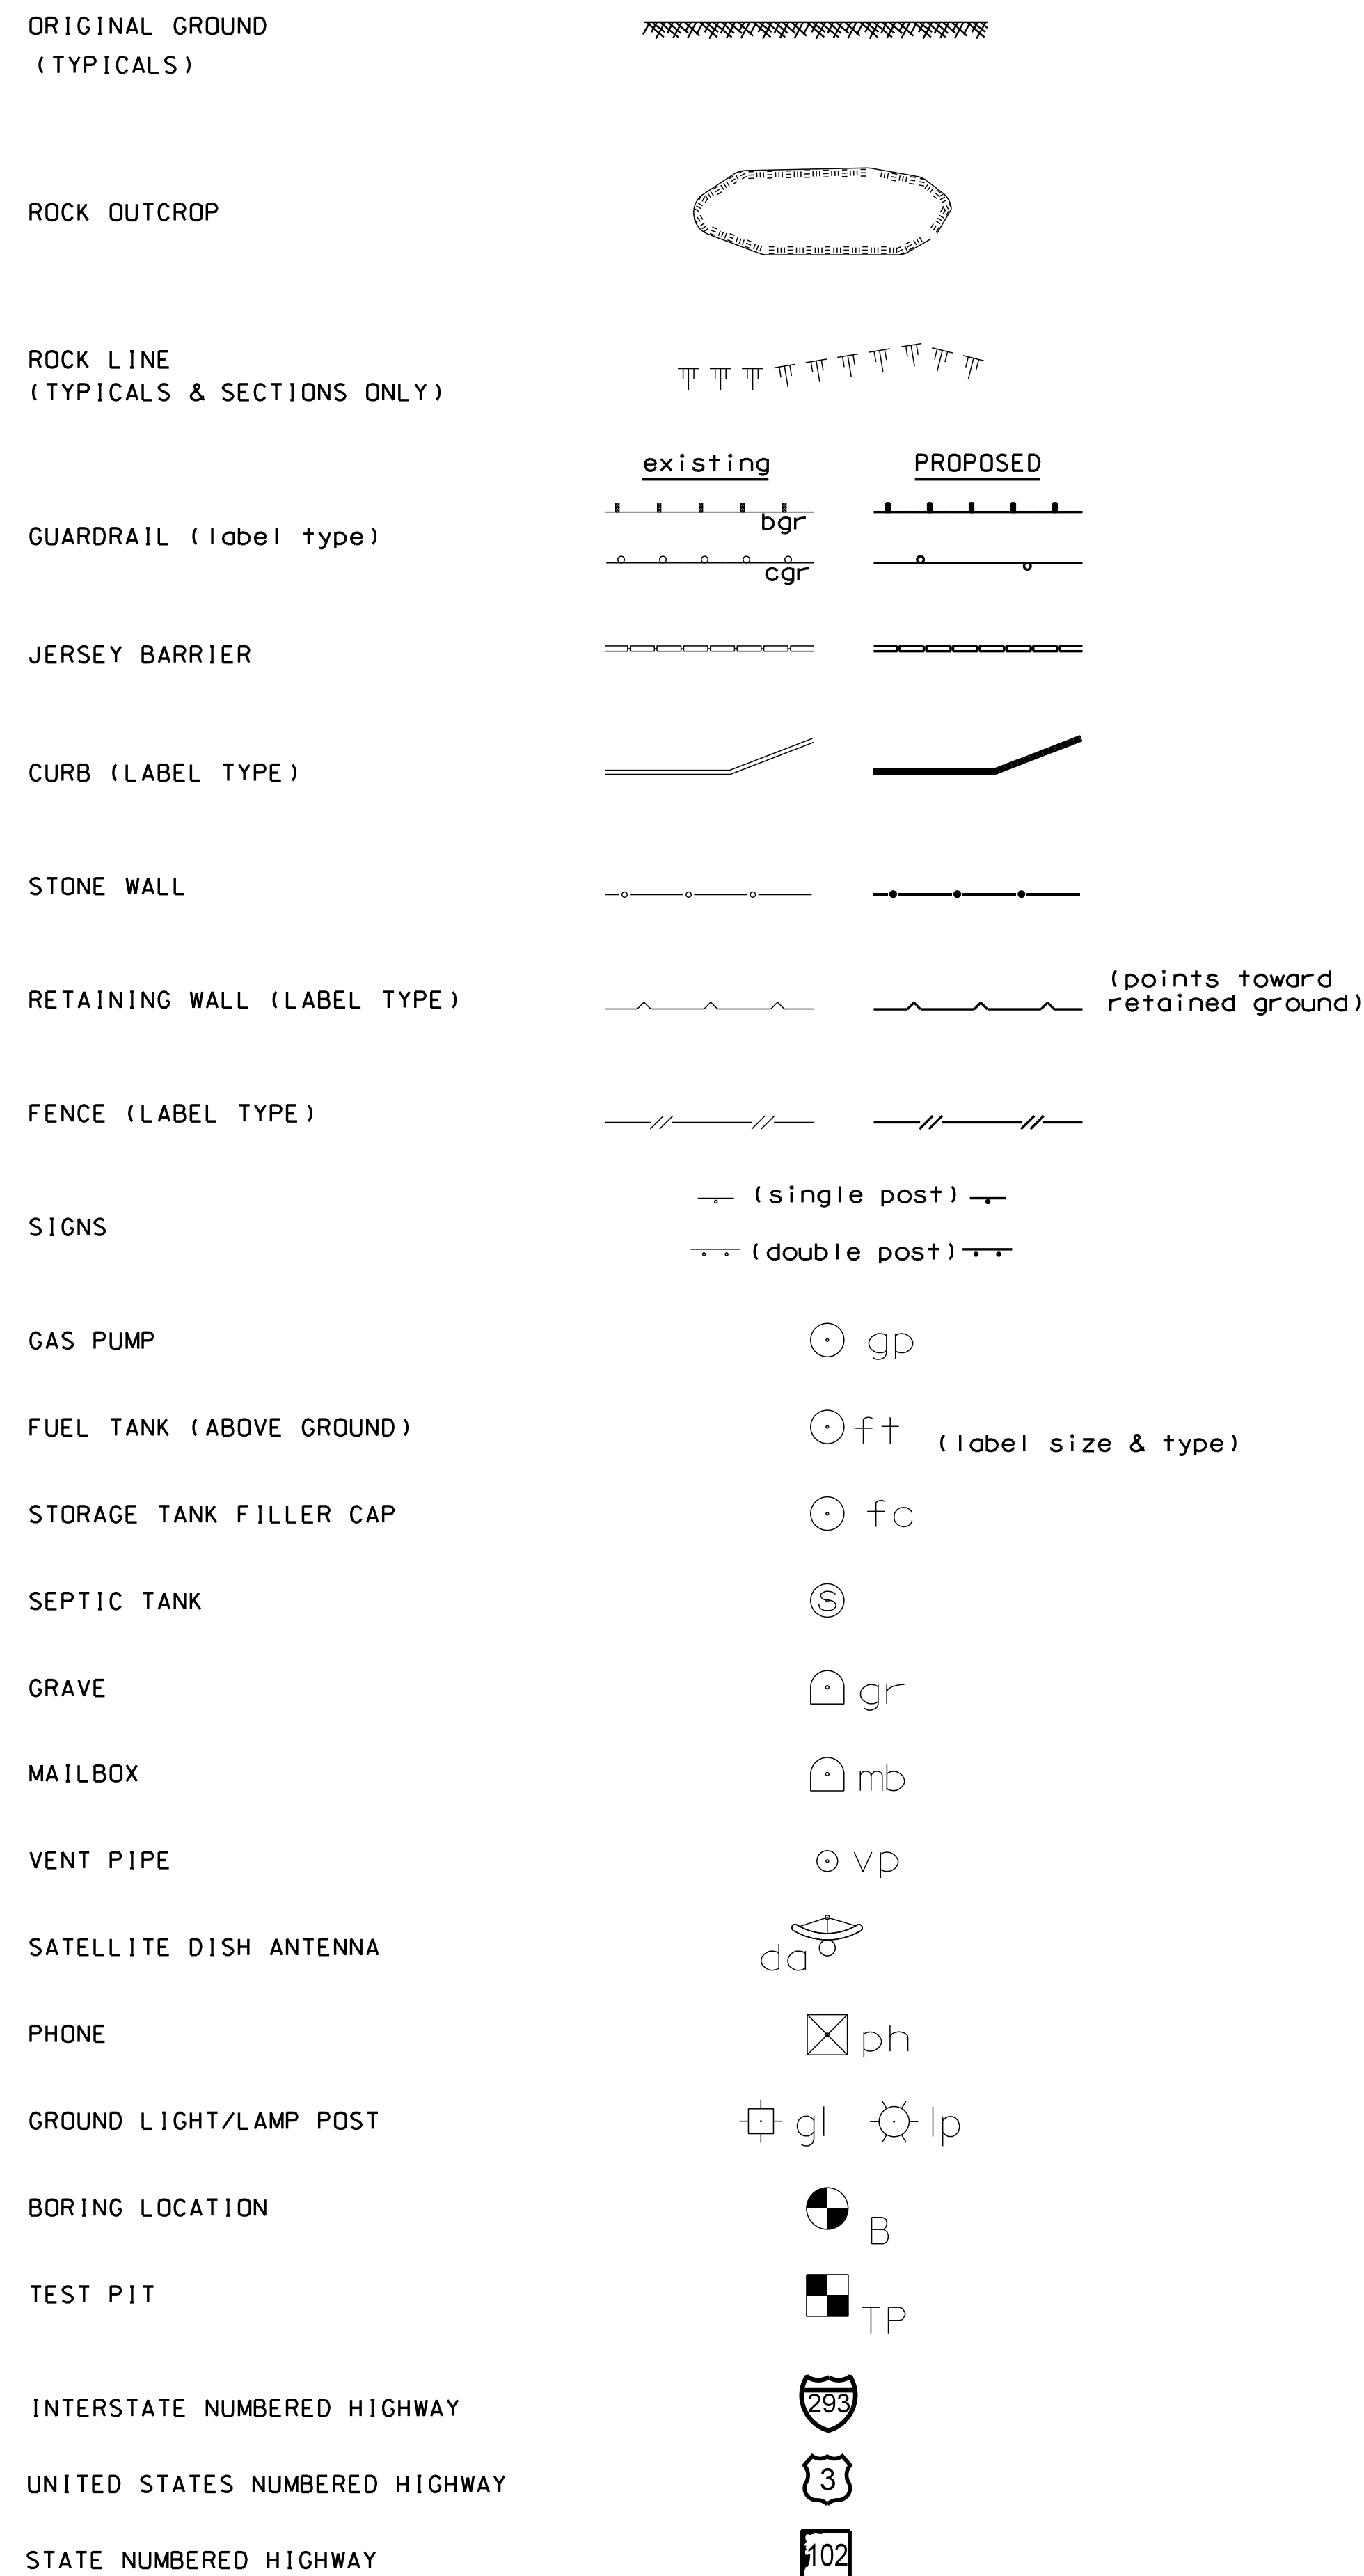 ORIGINAL GROUND
(TYPICALS)
ROCK OUTCROP
ROCK LINE
(TYPICALS & SECTIONS ONLY)
existing PROPOSED
GUARDRAIL (label type)
bgr
cgr
JERSEY BARRIER
CURB (LABEL TYPE)
STONE WALL
RETAINING WALL (LABEL TYPE)
(points toward
retained ground)
FENCE (LABEL TYPE)
SIGNS
(single post)
(double post)
GAS PUMP gp
FUEL TANK (ABOVE GROUND) ft
(label size & type)
STORAGE TANK FILLER CAP fc
SEPTIC TANK S
GRAVE gr
MAILBOX mb
VENT PIPE vp
SATELLITE DISH ANTENNA da
PHONE ph
GROUND LIGHT/LAMP POST gl lp
BORING LOCATION B
TEST PIT TP
INTERSTATE NUMBERED HIGHWAY 293
UNITED STATES NUMBERED HIGHWAY 3
STATE NUMBERED HIGHWAY 102